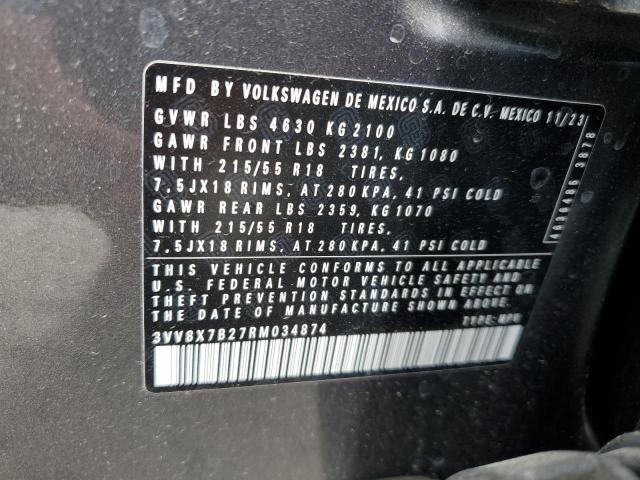 MFD BY VOLKSWAGEN DE MEXICO S.A. DE C.V. MEXICO 11/23
GVWR LBS 4630 KG 2100
GAWR FRONT LBS 2381, KG 1080
WITH 215/55 R18 TIRES,
7.5JX18 RIMS, AT 280 KPA, 41 PSI COLD
GAWR REAR LBS 2359, KG 1070
WITH 215/55 R18 TIRES,
7.5JX18 RIMS, AT 280 KPA, 41 PSI COLD
THIS VEHICLE CONFORMS TO ALL APPLICABLE
U.S. FEDERAL MOTOR VEHICLE SAFETY AND
THEFT PREVENTION STANDARDS IN EFFECT ON
THE DATE OF MANUFACTURE SHOWN ABOVE.
3VV8X7B27RM034874 TYPE: MPV
3878